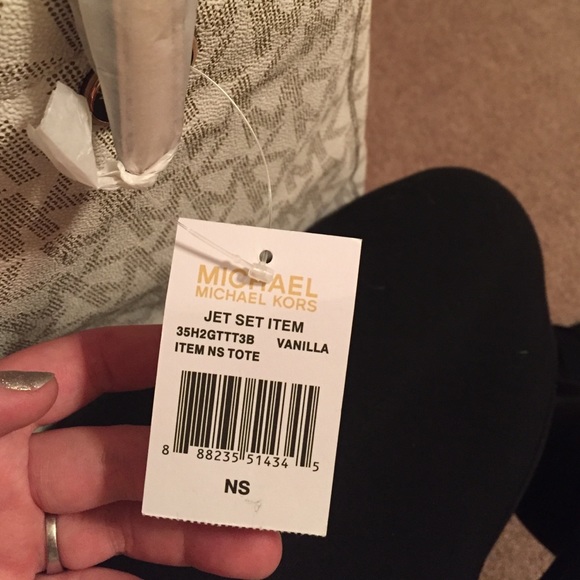 MICHAEL
MICHAEL KORS
JET SET ITEM
35H2GTTT3B VANILLA
ITEM NS TOTE
8 88235 51434 5
NS